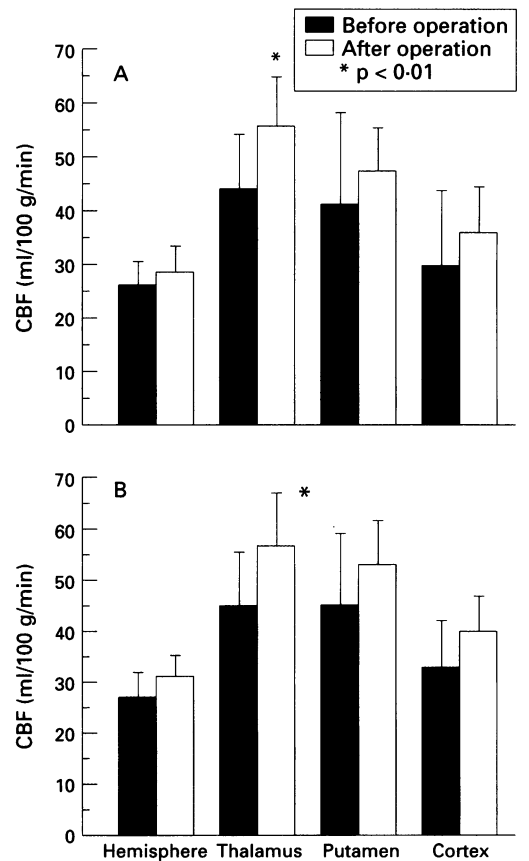 Before operation
After operation
* p < 0·01
A
*
CBF (ml/100 g/min)
70
60
50
40
30
20
10
0
B
*
CBF (ml/100 g/min)
70
60
50
40
30
20
10
0
Hemisphere Thalamus Putamen Cortex